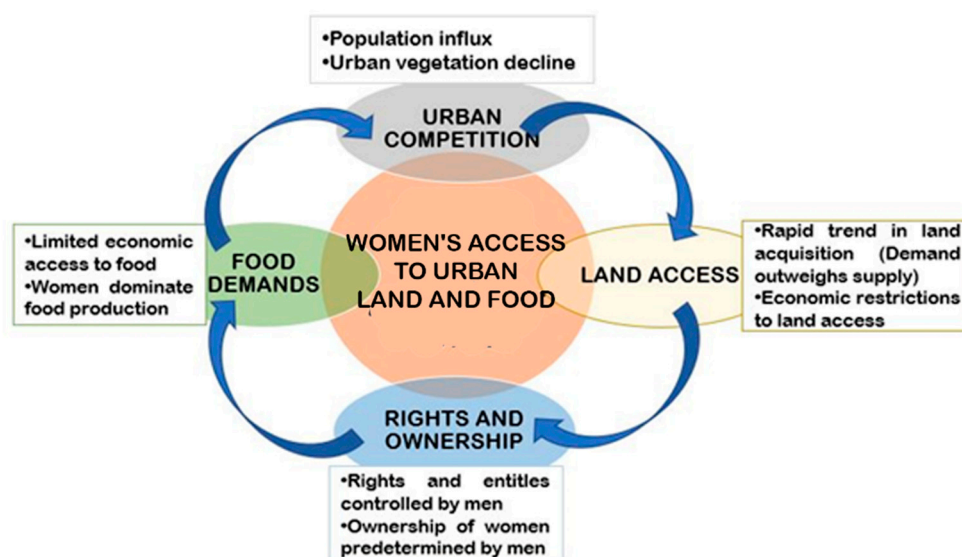 •Population influx
•Urban vegetation decline
URBAN
COMPETITION
•Limited economic
access to food
•Women dominate
food production
FOOD
DEMANDS
WOMEN'S ACCESS
TO URBAN
LAND AND FOOD
LAND ACCESS
•Rapid trend in land
acquisition (Demand
outweighs supply)
•Economic restrictions
to land access
RIGHTS AND
OWNERSHIP
•Rights and entitles
controlled by men
•Ownership of women
predetermined by men